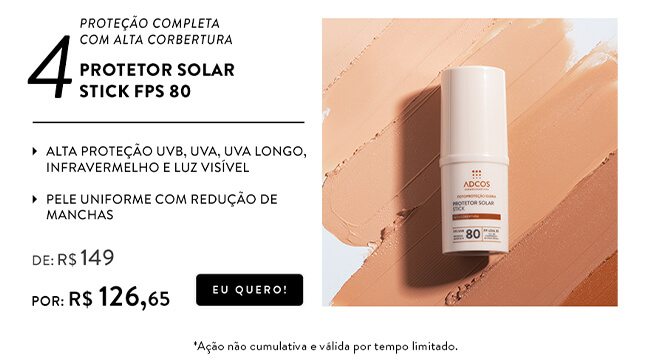 4
PROTEÇÃO COMPLETA
COM ALTA CORBERTURA
PROTETOR SOLAR
STICK FPS 80
ALTA PROTEÇÃO UVB, UVA, UVA LONGO,
INFRAVERMELHO E LUZ VISÍVEL
PELE UNIFORME COM REDUÇÃO DE
MANCHAS
DE: R$ 149
POR: R$ 126,65
EU QUERO!
ADCOS
PROTETOR SOLAR
STICK
80
*Ação não cumulativa e válida por tempo limitado.